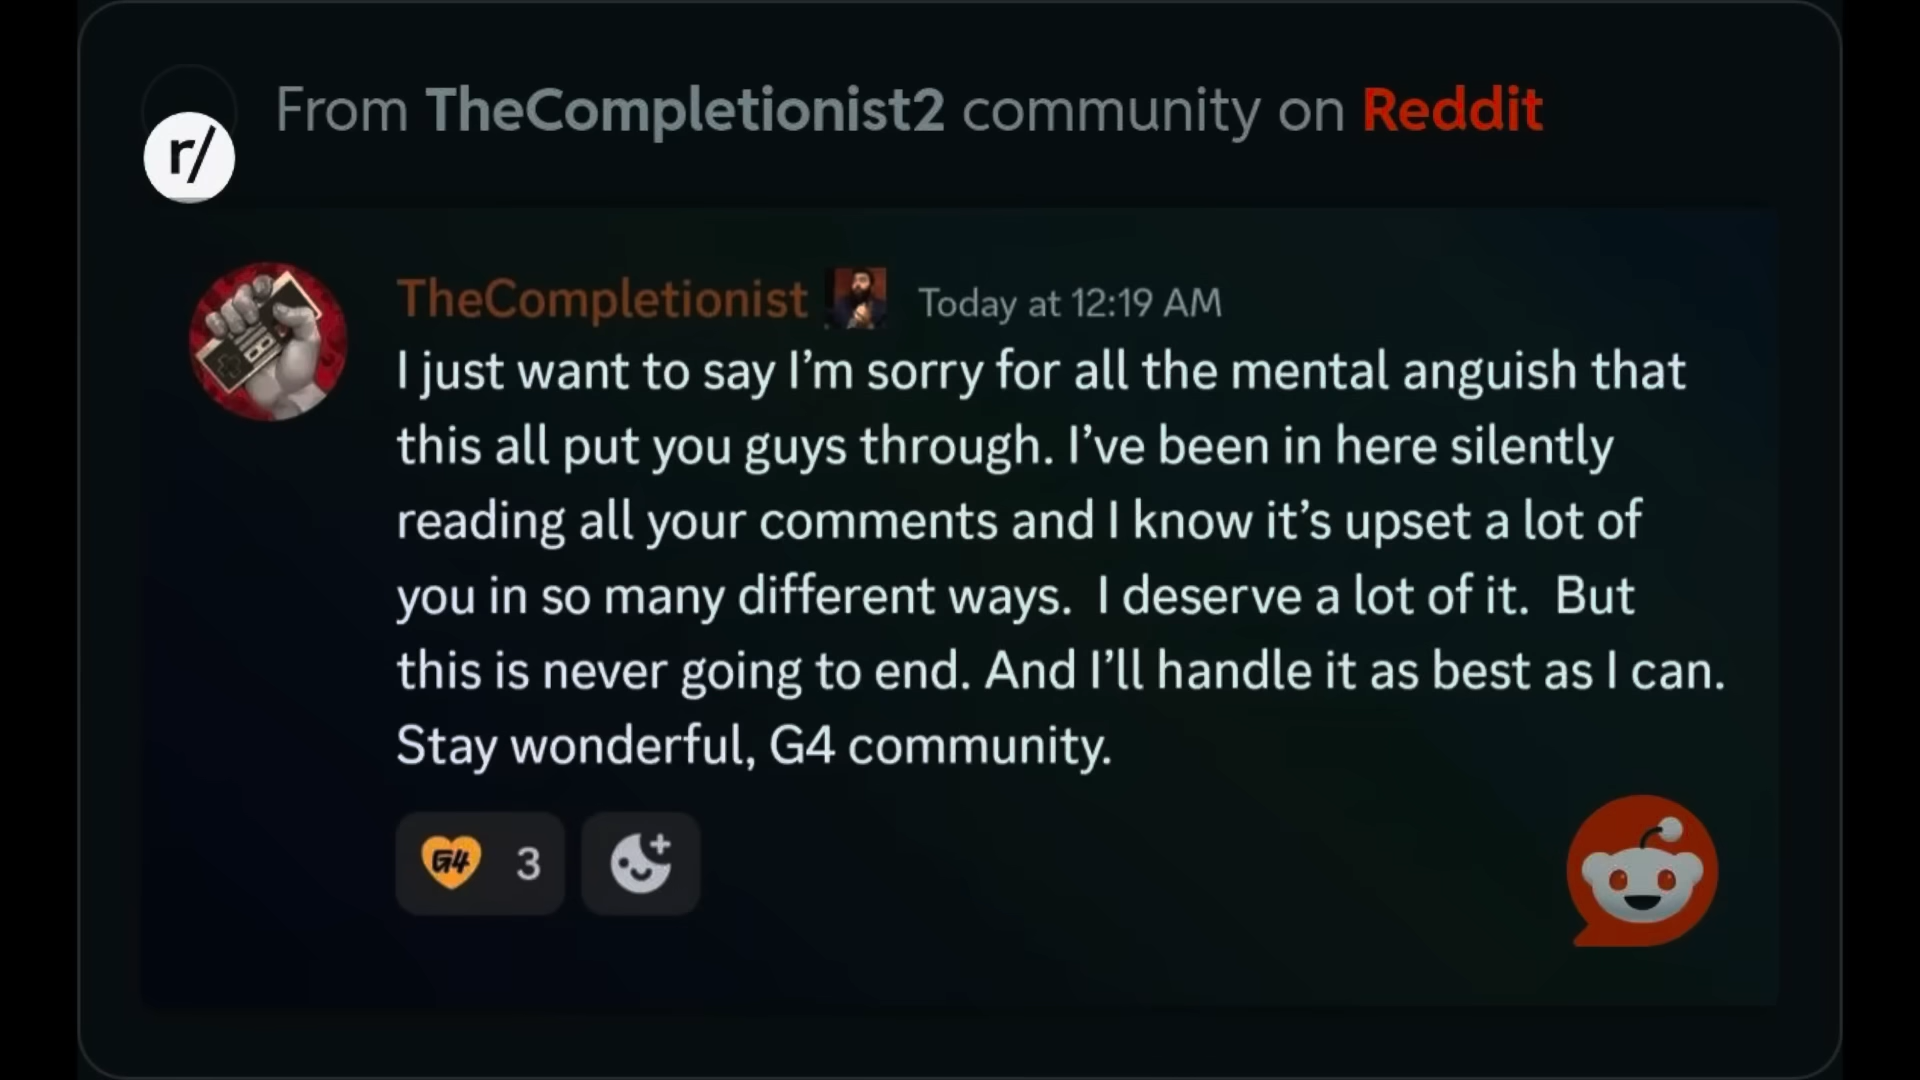 r/ From TheCompletionist2 community on Reddit
TheCompletionist Today at 12:19 AM
I just want to say I’m sorry for all the mental anguish that
this all put you guys through. I’ve been in here silently
reading all your comments and I know it’s upset a lot of
you in so many different ways.  I deserve a lot of it.  But
this is never going to end. And I’ll handle it as best as I can.
Stay wonderful, G4 community.
G4 3